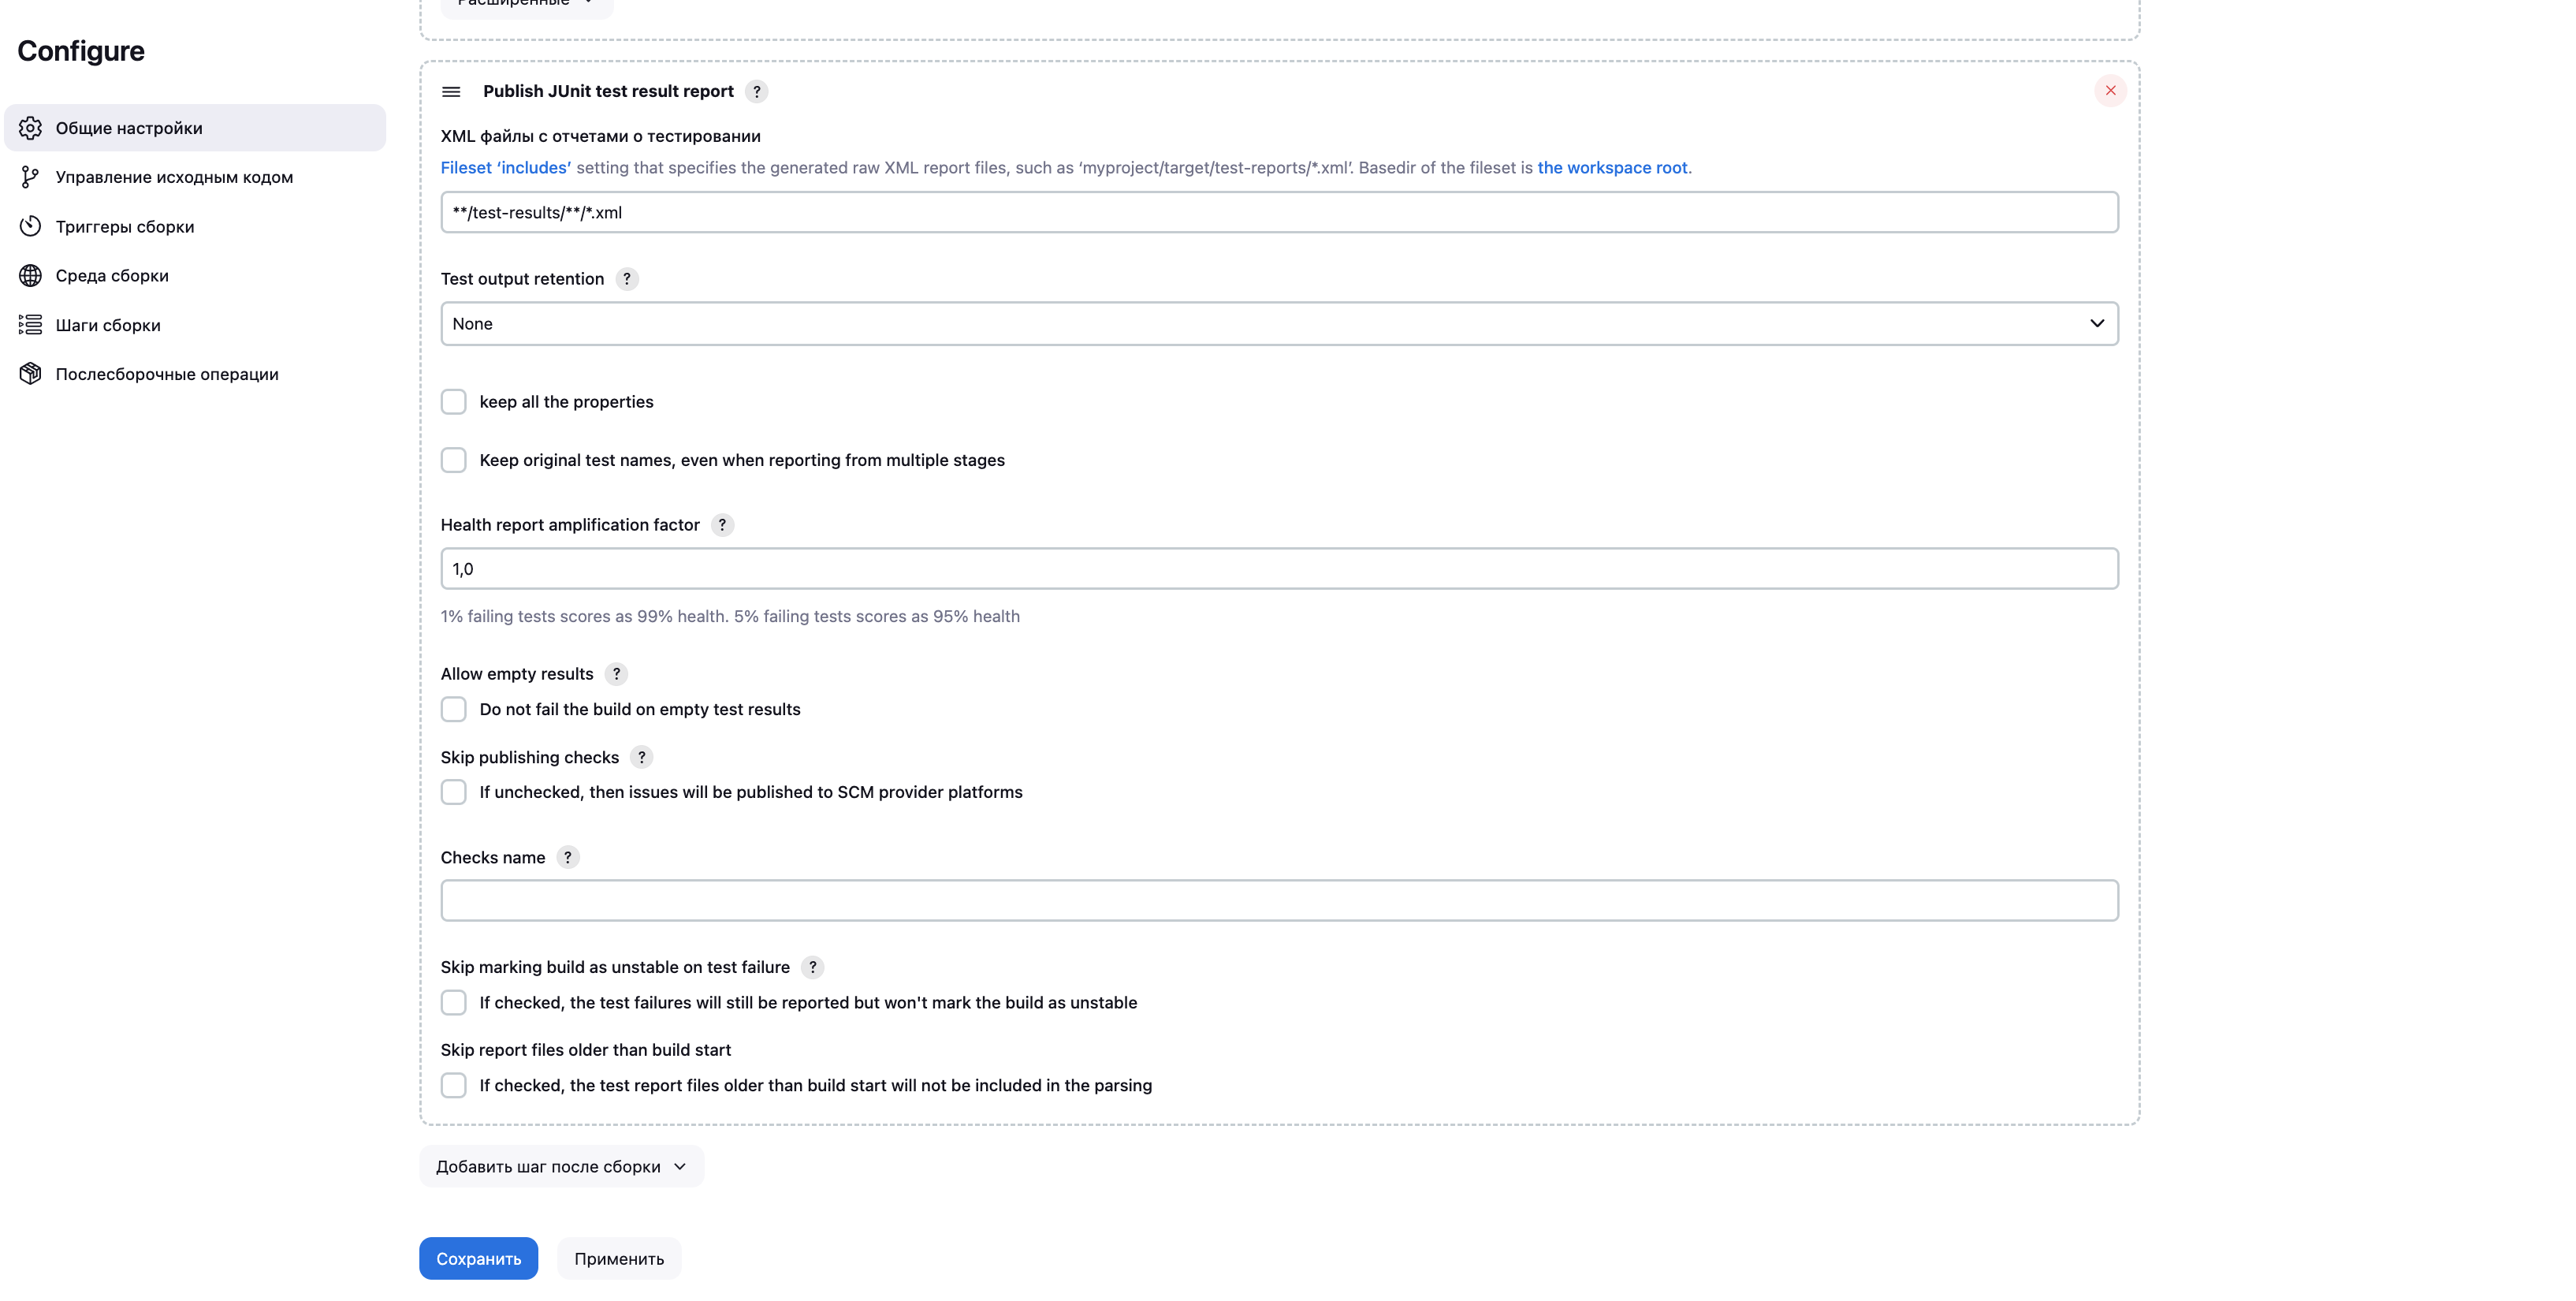 Расширенные
Configure
Общие настройки
Управление исходным кодом
Триггеры сборки
Среда сборки
Шаги сборки
Послесборочные операции
Publish JUnit test result report ?
XML файлы с отчетами о тестировании
Fileset ‘includes’ setting that specifies the generated raw XML report files, such as ‘myproject/target/test-reports/*.xml’. Basedir of the fileset is the workspace root.
**/test-results/**/*.xml
Test output retention ?
None
keep all the properties
Keep original test names, even when reporting from multiple stages
Health report amplification factor ?
1,0
1% failing tests scores as 99% health. 5% failing tests scores as 95% health
Allow empty results ?
Do not fail the build on empty test results
Skip publishing checks ?
If unchecked, then issues will be published to SCM provider platforms
Checks name ?
Skip marking build as unstable on test failure ?
If checked, the test failures will still be reported but won't mark the build as unstable
Skip report files older than build start
If checked, the test report files older than build start will not be included in the parsing
Добавить шаг после сборки
Сохранить
Применить